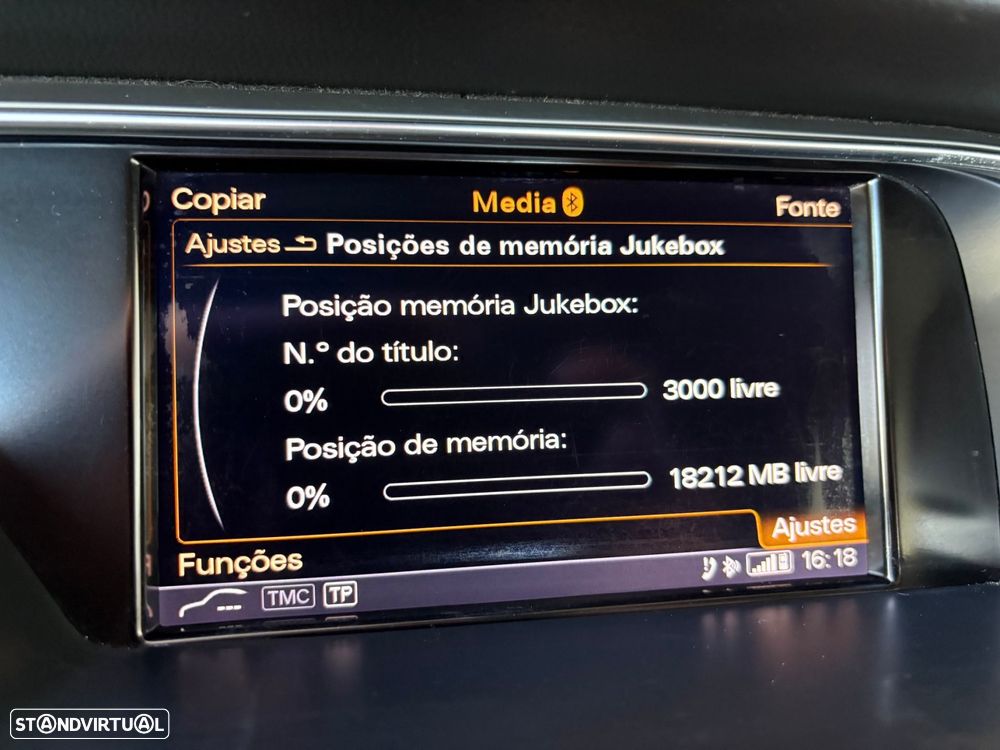 Copiar Media Fonte
Ajustes Posições de memória Jukebox
Posição memória Jukebox:
N.º do título:
0% 3000 livre
Posição de memória:
0% 18212 MB livre
Ajustes
Funções
TMC TP 16:18
STANDVIRTUAL